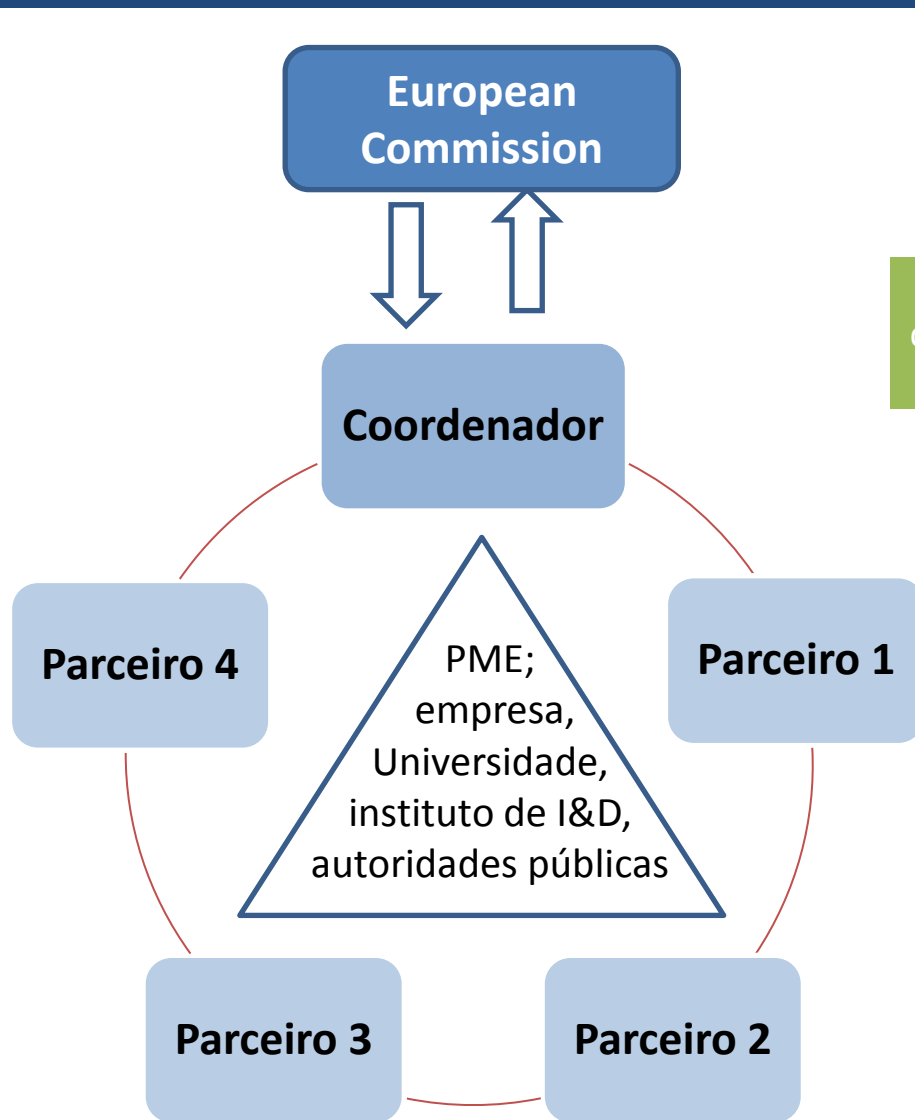 European
Commission
Coordenador
Parceiro 4
Parceiro 1
PME;
empresa,
Universidade,
instituto de I&D,
autoridades públicas
Parceiro 3
Parceiro 2